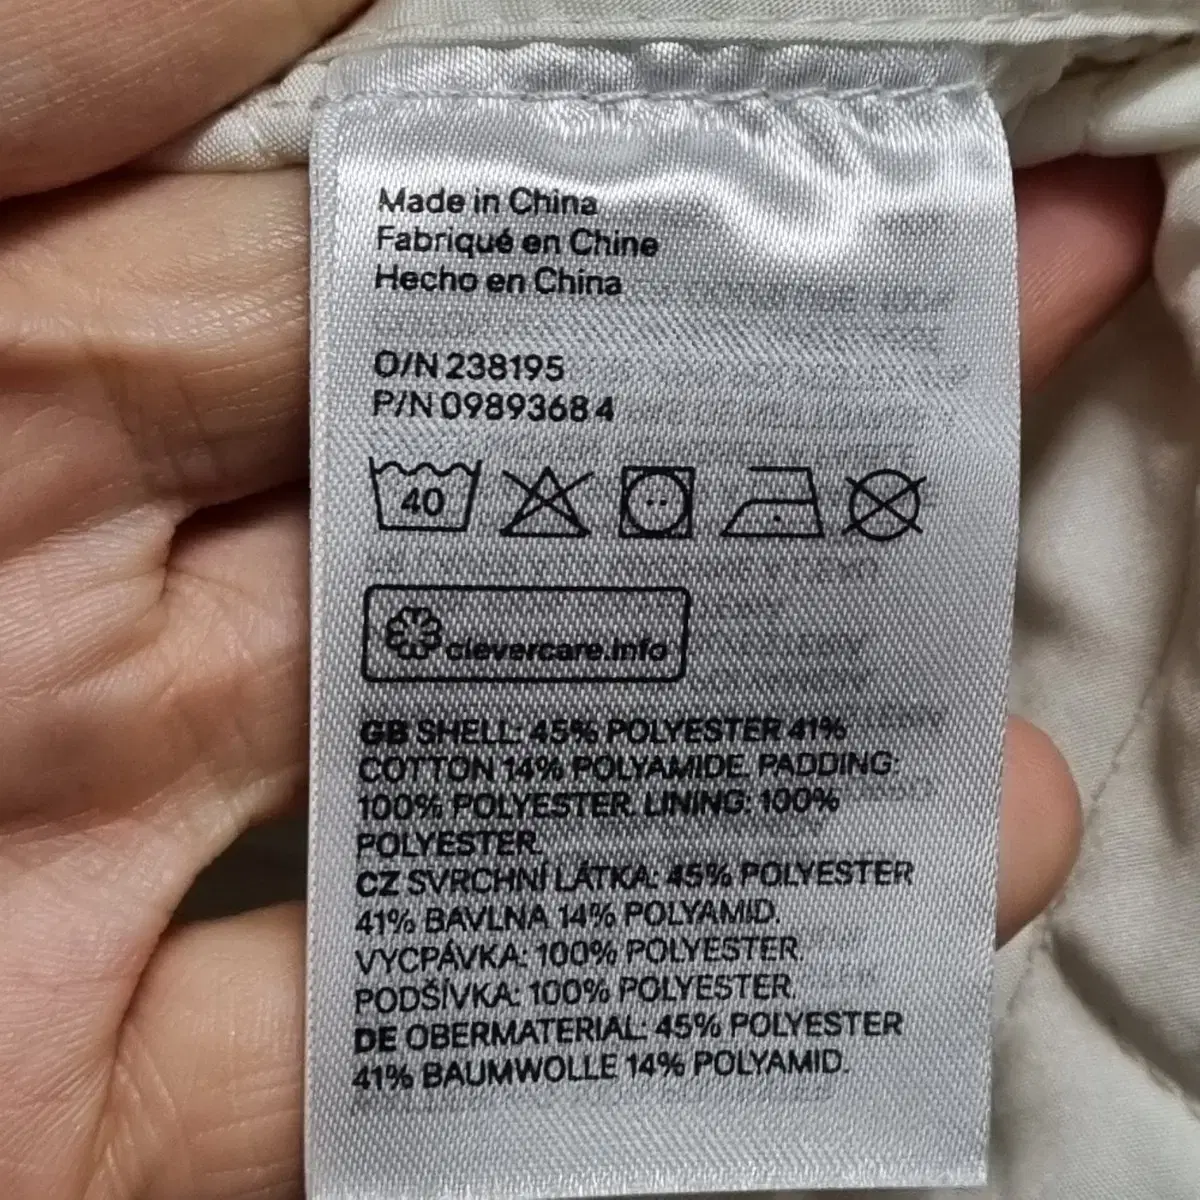 Made in China
Fabriqué en Chine
Hecho en China
O/N 238195
P/N 09893684
40
clevercare.info
GB SHELL: 45% POLYESTER 41%
COTTON 14% POLYAMIDE. PADDING:
100% POLYESTER. LINING: 100%
POLYESTER.
CZ SVRCHNÍ LÁTKA: 45% POLYESTER
41% BAVLNA 14% POLYAMID.
VYCPÁVKA: 100% POLYESTER.
PODŠÍVKA: 100% POLYESTER.
DE OBERMATERIAL: 45% POLYESTER
41% BAUMWOLLE 14% POLYAMID.